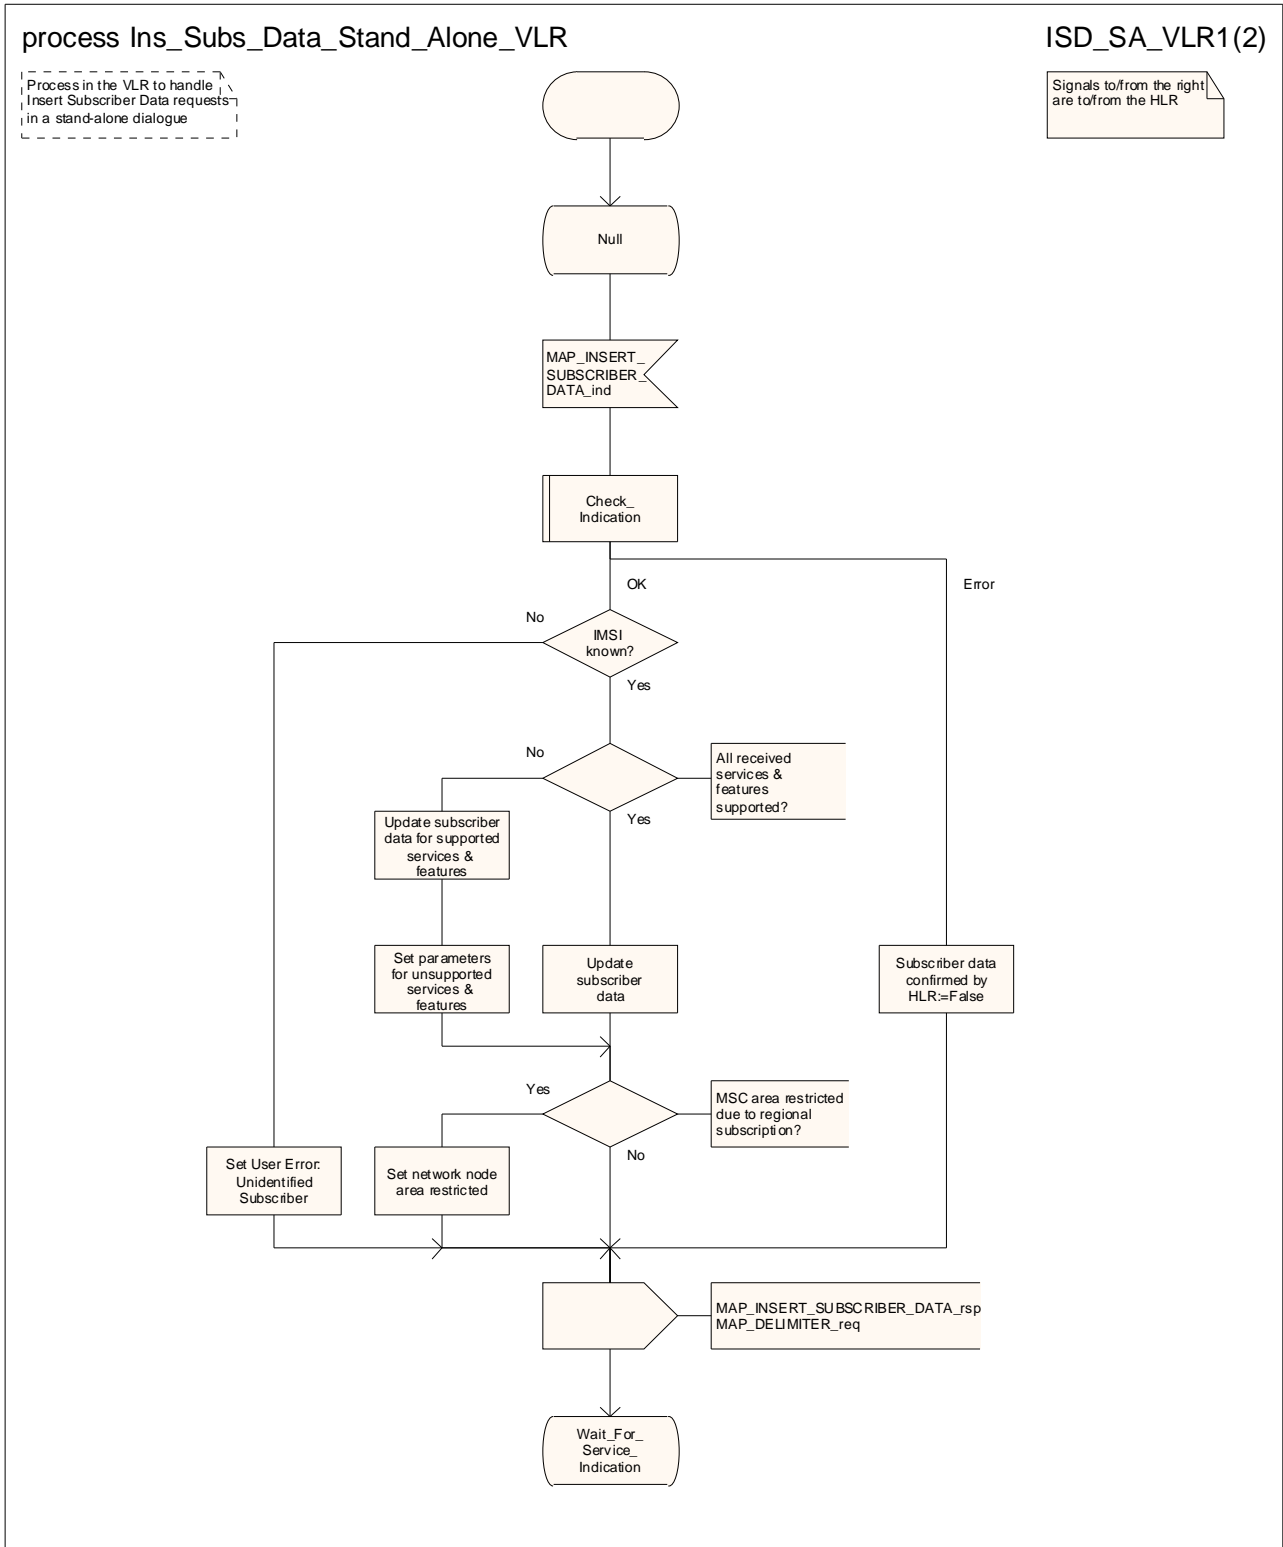 process Ins_Subs_Data_Stand_Alone_VLR
ISD_SA_VLR1(2)
Process in the VLR to handle
Insert Subscriber Data requests
in a stand-alone dialogue
Signals to/from the right
are to/from the HLR
Null
MAP_INSERT_
SUBSCRIBER_
DATA_ind
Check_
Indication
OK
Error
No
IMSI
known?
Yes
No
All received
services &
features
supported?
Yes
Update subscriber
data for supported
services &
features
Set parameters
for unsupported
services &
features
Update
subscriber
data
Subscriber data
confirmed by
HLR:=False
Yes
MSC area restricted
due to regional
subscription?
No
Set User Error:
Unidentified
Subscriber
Set network node
area restricted
MAP_INSERT_SUBSCRIBER_DATA_rsp
MAP_DELIMITER_req
Wait_For_
Service_
Indication